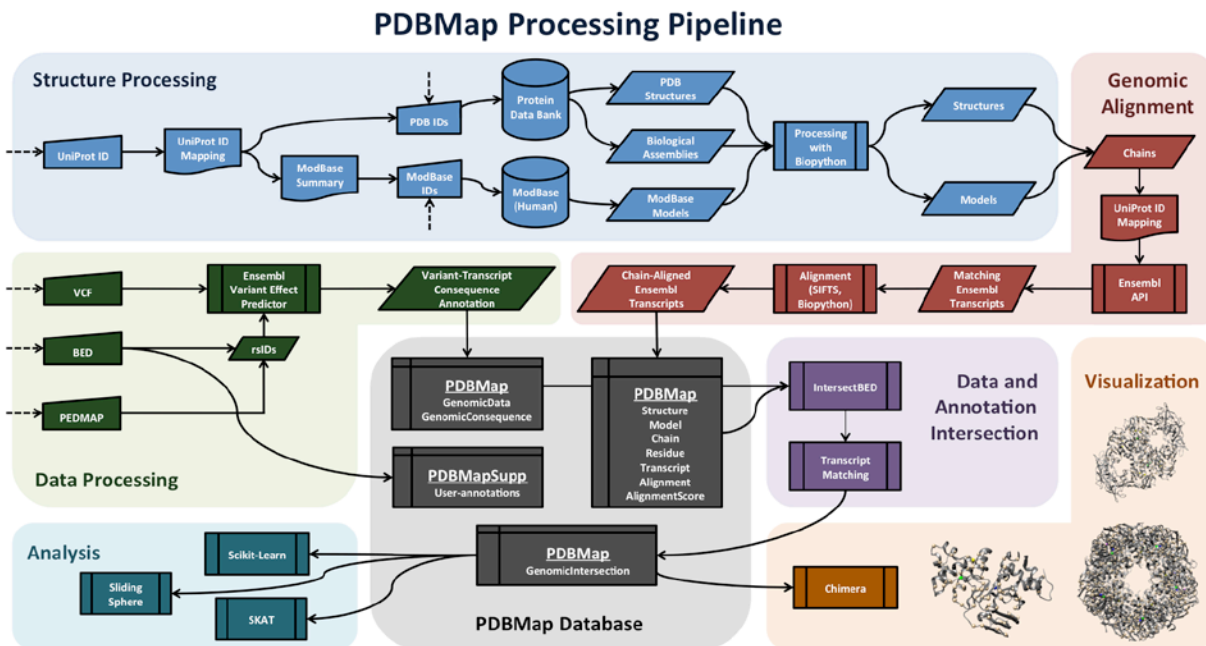 PDBMap Processing Pipeline
Structure Processing
UniProt ID
UniProt ID
Mapping
ModBase
Summary
PDB IDs
ModBase
IDs
Protein
Data Bank
ModBase
(Human)
PDB
Structures
Biological
Assemblies
ModBase
Models
Processing
with
Biopython
Structures
Models
Genomic
Alignment
Chains
UniProt ID
Mapping
Ensembl
API
Matching
Ensembl
Transcripts
Alignment
(SIFTS,
Biopython)
Chain-Aligned
Ensembl
Transcripts
VCF
BED
PEDMAP
Ensembl
Variant Effect
Predictor
rsIDs
Variant-Transcript
Consequence
Annotation
Data Processing
PDBMap
GenomicData
GenomicConsequence
PDBMapSupp
User-annotations
PDBMap
Structure
Model
Chain
Residue
Transcript
Alignment
AlignmentScore
PDBMap
GenomicIntersection
PDBMap Database
IntersectBED
Transcript
Matching
Data and
Annotation
Intersection
Visualization
Chimera
Analysis
Scikit-Learn
Sliding
Sphere
SKAT